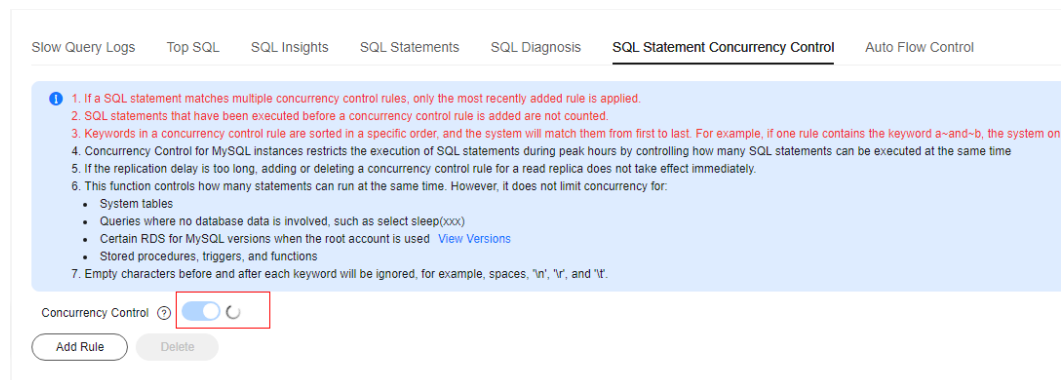 Slow Query Logs Top SQL SQL Insights SQL Statements SQL Diagnosis SQL Statement Concurrency Control Auto Flow Control
1. If a SQL statement matches multiple concurrency control rules, only the most recently added rule is applied.
2. SQL statements that have been executed before a concurrency control rule is added are not counted.
3. Keywords in a concurrency control rule are sorted in a specific order, and the system will match them from first to last. For example, if one rule contains the keyword a~and~b, the system on
4. Concurrency Control for MySQL instances restricts the execution of SQL statements during peak hours by controlling how many SQL statements can be executed at the same time
5. If the replication delay is too long, adding or deleting a concurrency control rule for a read replica does not take effect immediately.
6. This function controls how many statements can run at the same time. However, it does not limit concurrency for:
• System tables
• Queries where no database data is involved, such as select sleep(xxx)
• Certain RDS for MySQL versions when the root account is used View Versions
• Stored procedures, triggers, and functions
7. Empty characters before and after each keyword will be ignored, for example, spaces, '\n', '\r', and '\t'.
Concurrency Control ?
Add Rule Delete